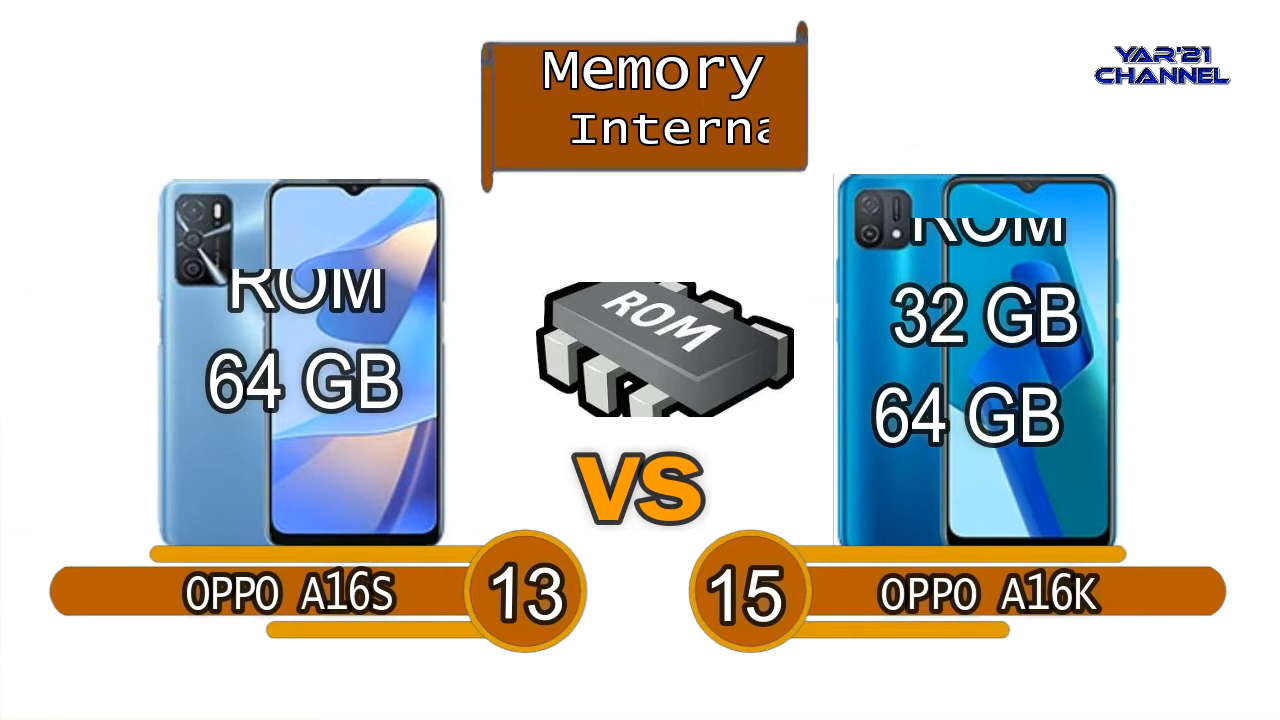 Memory
Interna
YAR'21
CHANNEL
ROM
64 GB
ROM
ROM
32 GB
64 GB
VS
OPPO A16S
13
15
OPPO A16K